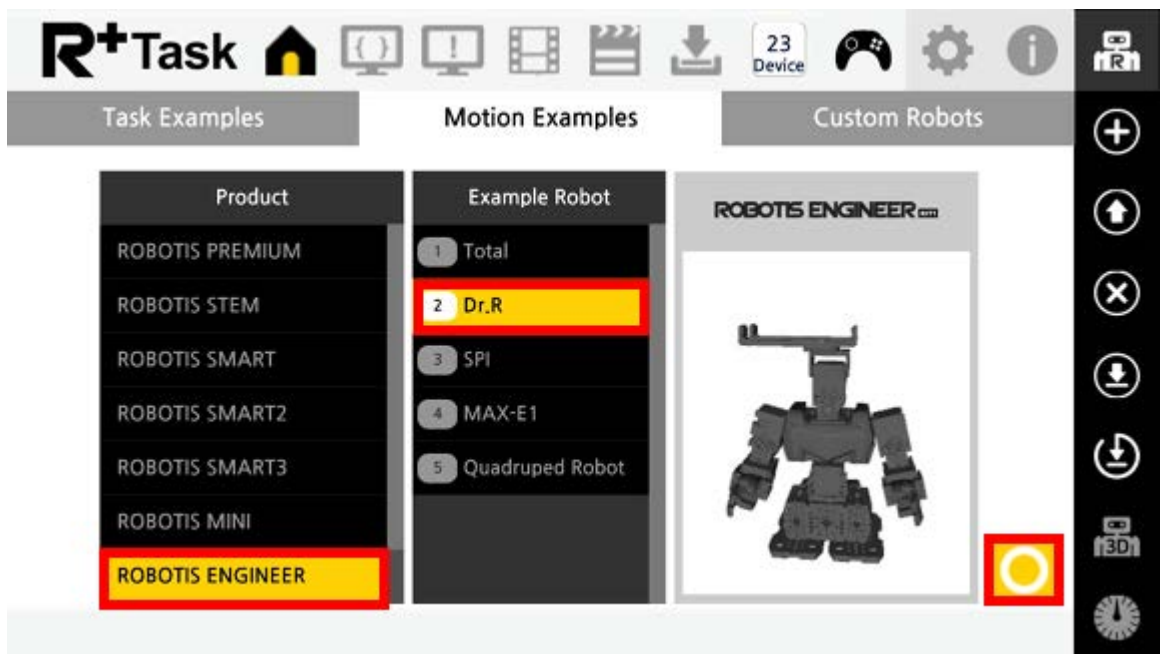 R+Task
23
Device
R
Task Examples
Motion Examples
Custom Robots
Product
ROBOTIS PREMIUM
ROBOTIS STEM
ROBOTIS SMART
ROBOTIS SMART2
ROBOTIS SMART3
ROBOTIS MINI
ROBOTIS ENGINEER
Example Robot
1 Total
2 Dr.R
3 SPI
4 MAX-E1
5 Quadruped Robot
ROBOTIS ENGINEER
3D